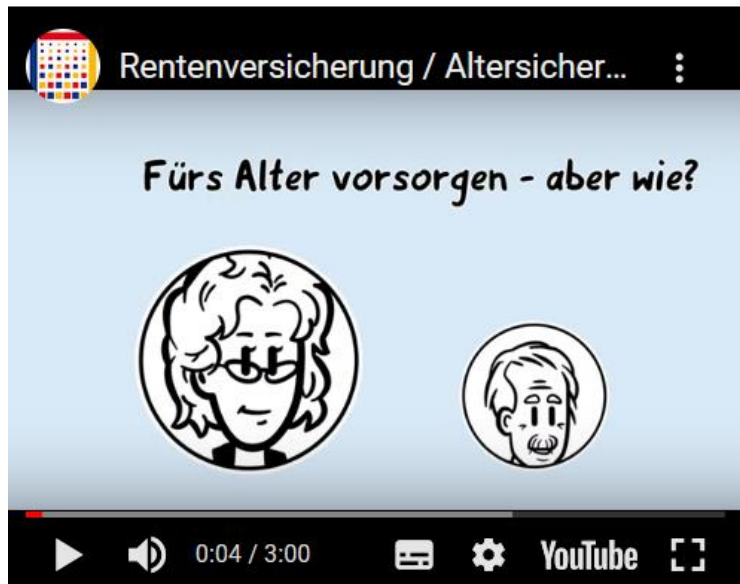 Rentenversicherung / Altersicher...
Fürs Alter vorsorgen - aber wie?
0:04 / 3:00
YouTube